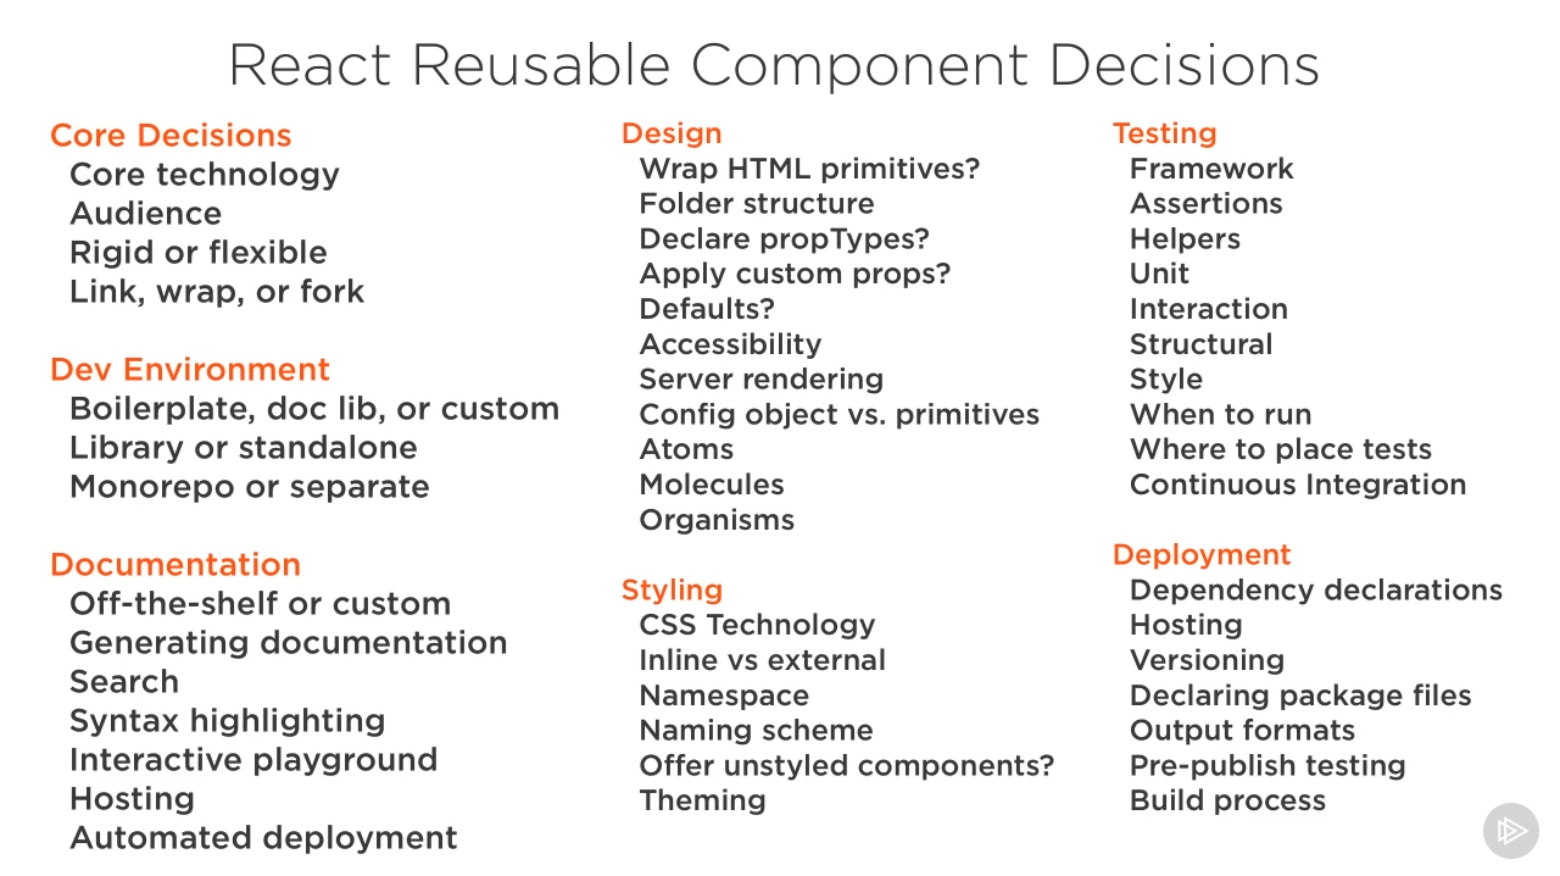 React Reusable Component Decisions
Core Decisions
Core technology
Audience
Rigid or flexible
Link, wrap, or fork
Dev Environment
Boilerplate, doc lib, or custom
Library or standalone
Monorepo or separate
Documentation
Off-the-shelf or custom
Generating documentation
Search
Syntax highlighting
Interactive playground
Hosting
Automated deployment
Design
Wrap HTML primitives?
Folder structure
Declare propTypes?
Apply custom props?
Defaults?
Accessibility
Server rendering
Config object vs. primitives
Atoms
Molecules
Organisms
Styling
CSS Technology
Inline vs external
Namespace
Naming scheme
Offer unstyled components?
Theming
Testing
Framework
Assertions
Helpers
Unit
Interaction
Structural
Style
When to run
Where to place tests
Continuous Integration
Deployment
Dependency declarations
Hosting
Versioning
Declaring package files
Output formats
Pre-publish testing
Build process